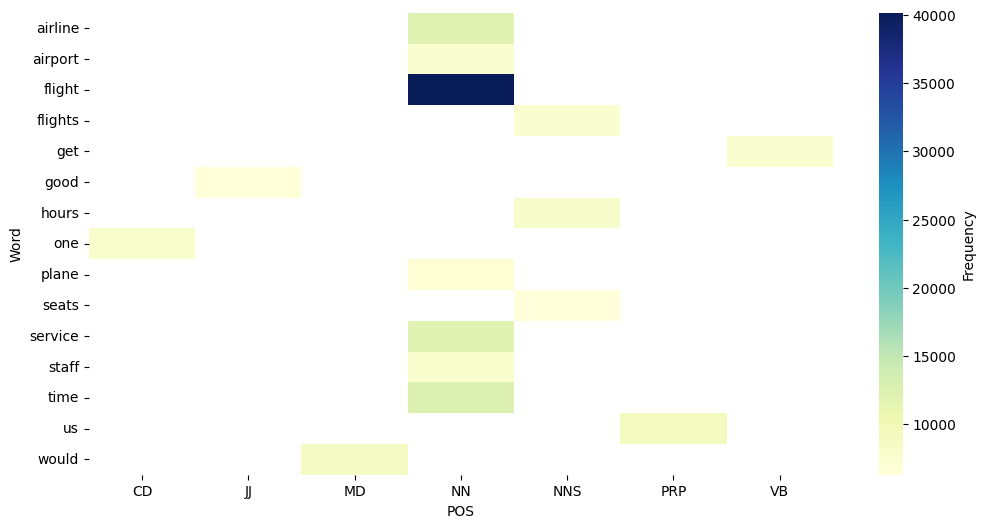 airline
airport
flight
flights
get
good
hours
one
plane
seats
service
staff
time
us
would
Word
CD JJ MD NN NNS PRP VB
POS
40000
35000
30000
25000
20000
15000
10000
Frequency